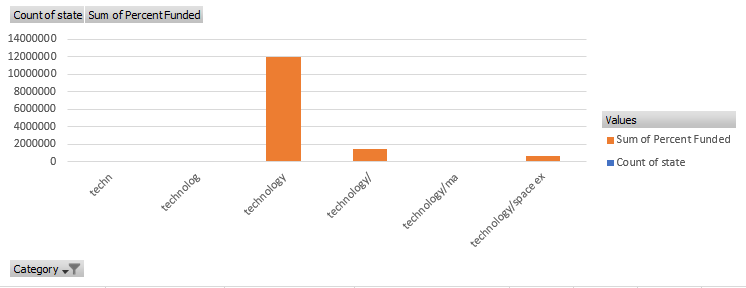 Count of state Sum of Percent Funded
14000000
12000000
10000000
8000000
6000000
4000000
2000000
0
techn
technolog
technology
technology/
technology/ma
technology/space ex
Values
Sum of Percent Funded
Count of state
Category